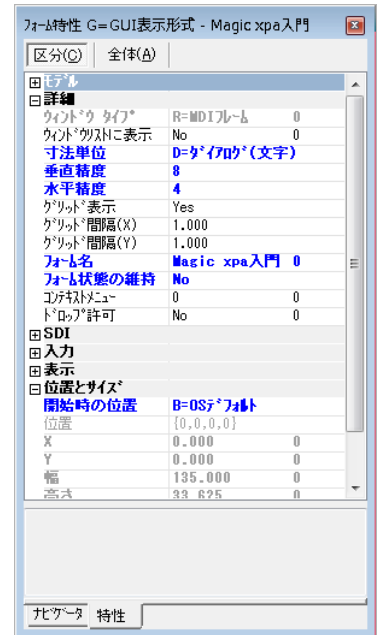 ﾌｫｰﾑ特性 G=GUI表示形式 - Magic xpa入門
区分(C) 全体(A)
ﾓﾃﾞﾙ
詳細
ｳｨﾝﾄﾞｳ ﾀｲﾌﾟ R=MDIﾌﾚｰﾑ 0
ｳｨﾝﾄﾞｳﾘｽﾄに表示 No 0
寸法単位 D=ﾀﾞｲｱﾛｸﾞ(文字)
垂直精度 8
水平精度 4
ｸﾞﾘｯﾄﾞ表示 Yes
ｸﾞﾘｯﾄﾞ間隔(X) 1.000
ｸﾞﾘｯﾄﾞ間隔(Y) 1.000
ﾌｫｰﾑ名 Magic xpa入門 0
ﾌｫｰﾑ状態の維持 No
ｺﾝﾃｷｽﾄﾒﾆｭｰ 0 0
ﾄﾞﾛｯﾌﾟ許可 No 0
SDI
入力
表示
位置とｻｲｽﾞ
開始時の位置 B=OSﾃﾞﾌｫﾙﾄ
位置 {0,0,0,0}
X 0.000 0
Y 0.000 0
幅 135.000 0
高さ 33.625 0
ﾅﾋﾞｹﾞｰﾀ 特性